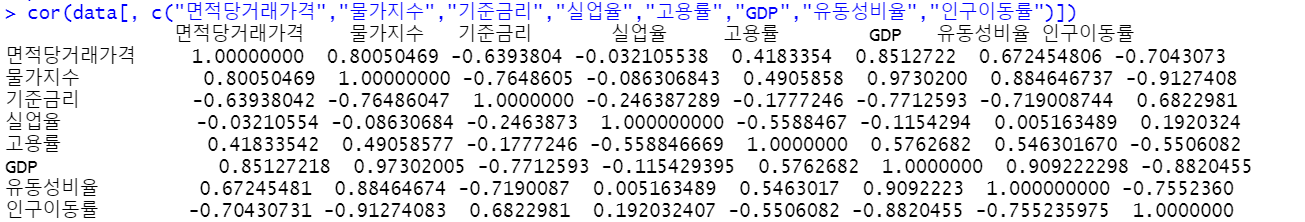 > cor(data[, c("면적당거래가격","물가지수","기준금리","실업율","고용률","GDP","유동성비율","인구이동률")])
면적당거래가격 물가지수 기준금리 실업율 고용률 GDP 유동성비율 인구이동률
면적당거래가격 1.00000000 0.80050469 -0.6393804 -0.032105538 0.4183354 0.8512722 0.672454806 -0.7043073
물가지수 0.80050469 1.00000000 -0.7648605 -0.086306843 0.4905858 0.9730200 0.884646737 -0.9127408
기준금리 -0.63938042 -0.76486047 1.0000000 -0.246387289 -0.1777246 -0.7712593 -0.719008744 0.6822981
실업율 -0.03210554 -0.08630684 -0.2463873 1.000000000 -0.5588467 -0.1154294 0.005163489 0.1920324
고용률 0.41833542 0.49058577 -0.1777246 -0.558846669 1.0000000 0.5762682 0.546301670 -0.5506082
GDP 0.85127218 0.97302005 -0.7712593 -0.115429395 0.5762682 1.0000000 0.909222298 -0.8820455
유동성비율 0.67245481 0.88464674 -0.7190087 0.005163489 0.5463017 0.9092223 1.000000000 -0.7552360
인구이동률 -0.70430731 -0.91274083 0.6822981 0.192032407 -0.5506082 -0.8820455 -0.755235975 1.0000000